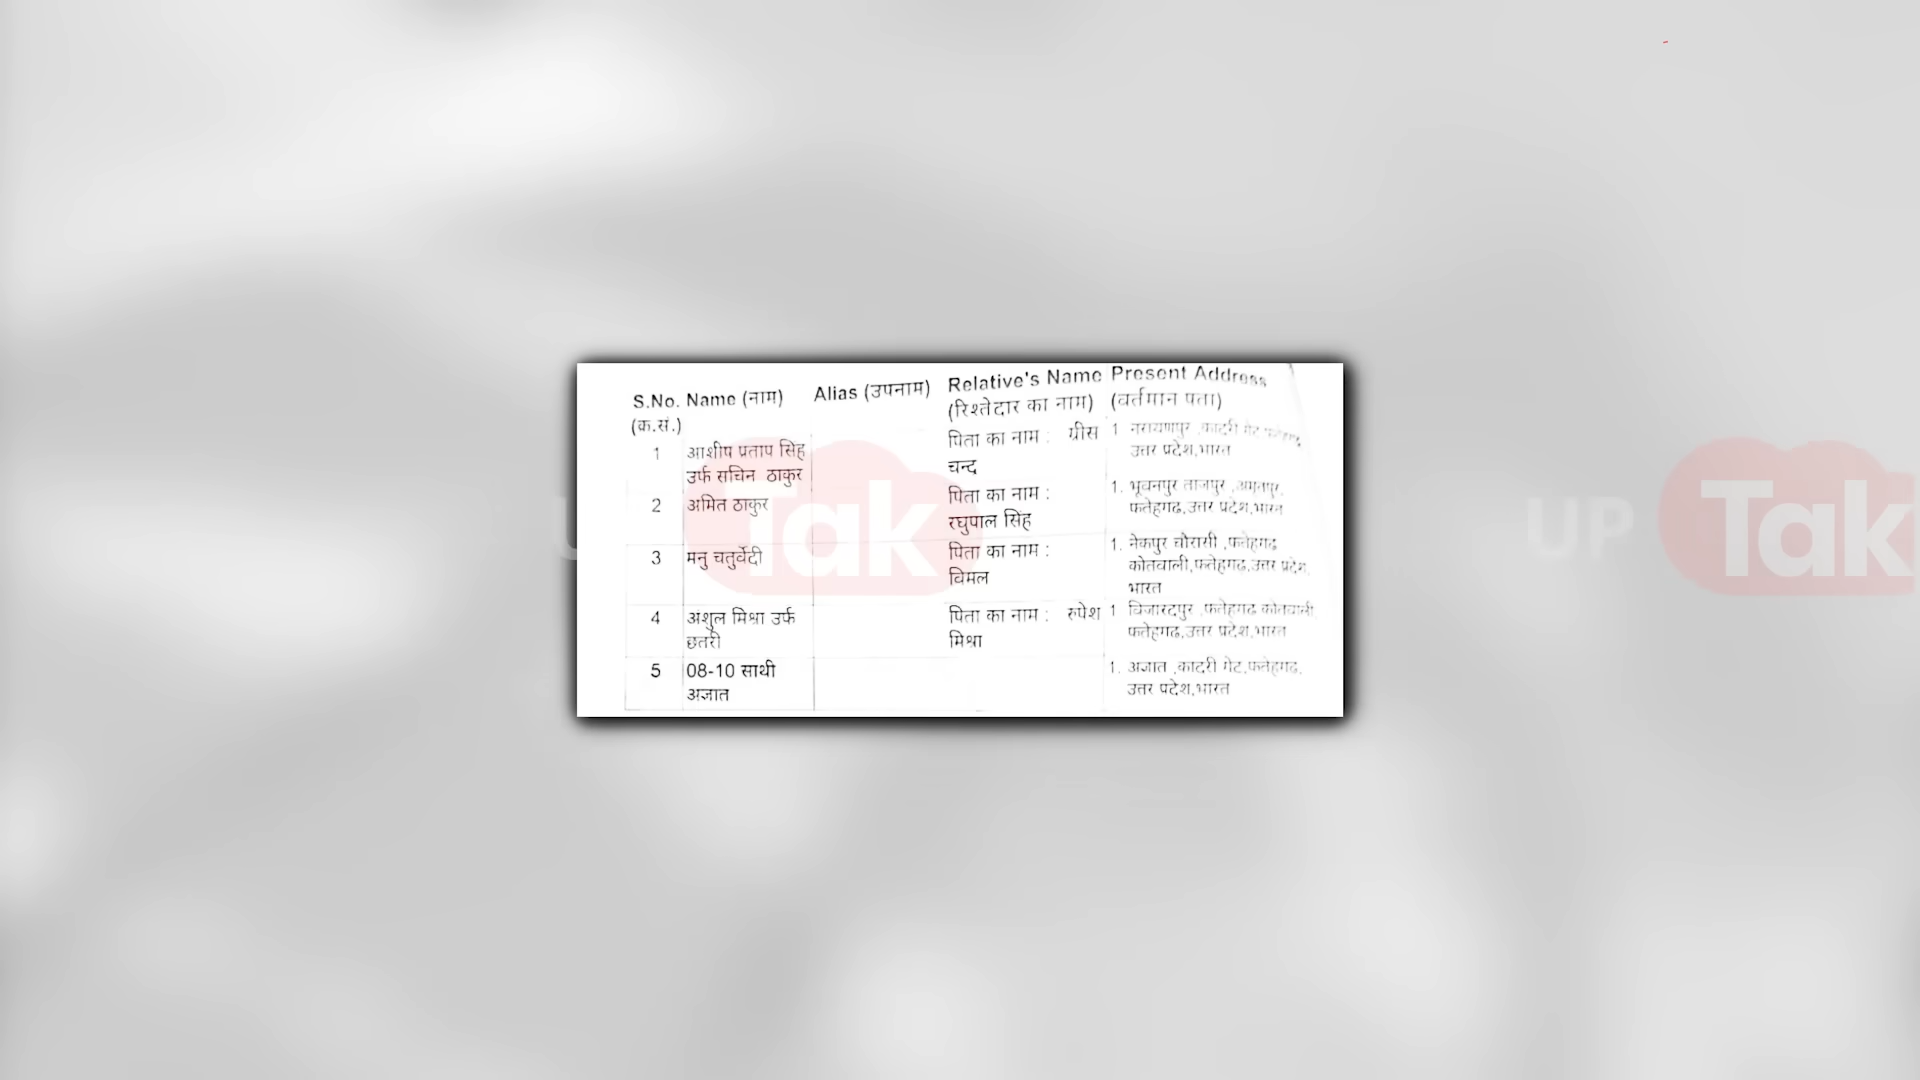 S.No. Name (नाम) Alias (उपनाम) Relative's Name Present Address
(क.सं.) (रिश्तेदार का नाम) (वर्तमान पता)
1 आशीष प्रताप सिंह पिता का नाम : ग्रीस 1 नरायणपुर ,कादरी गेट
उर्फ सचिन ठाकुर चन्द उत्तर प्रदेश,भारत
2 अमित ठाकुर पिता का नाम : 1. भूवनपुर ताजपुर ,अमृतपुर,
रघुपाल सिंह फतेहगढ,उत्तर प्रदेश,भारत
3 मनु चतुर्वेदी पिता का नाम : 1. नेकपुर चौरासी ,फतेहगढ
विमल कोतवाली,फतेहगढ,उत्तर प्रदेश,
भारत
4 अंशुल मिश्रा उर्फ पिता का नाम : रुपेश 1 ,फतेहगढ कोतवाली
छतरी मिश्रा फतेहगढ,उत्तर प्रदेश,भारत
5 08-10 साथी 1. अज्ञात ,कादरी गेट,फतेहगढ,
अज्ञात उत्तर प्रदेश,भारत
Tak
UP Tak